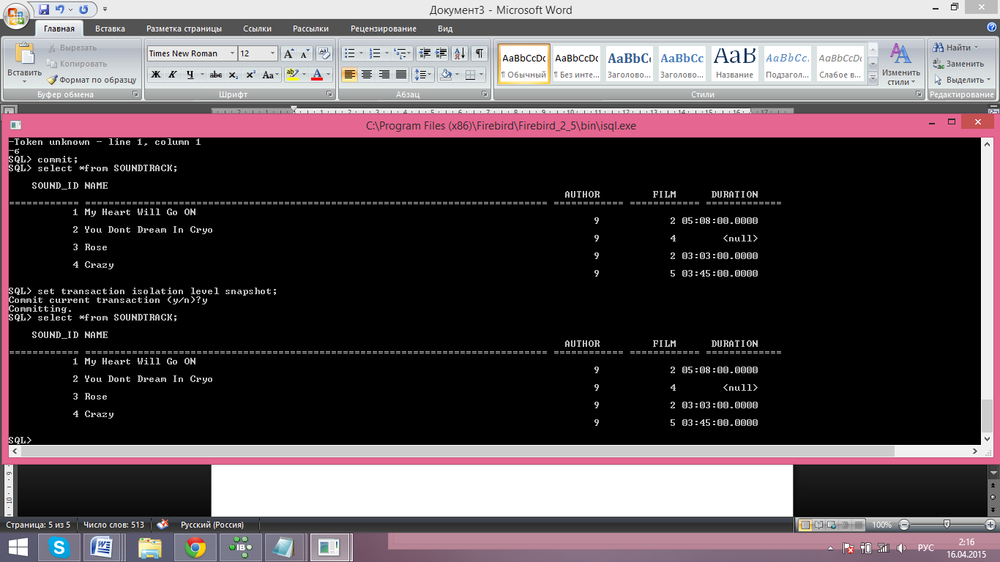 Документ3 - Microsoft Word
Главная Вставка Разметка страницы Ссылки Рассылки Рецензирование Вид
Вставить
Вырезать
Копировать
Формат по образцу
Буфер обмена
Times New Roman 12
Ж К Ч abc x₂ x² Aa
Шрифт
Абзац
AaBbCcDc AaBbCcDc AaBbCс AaBbCc AaB AaBbCc. AaBbCcDc
¶ Обычный ¶ Без инте... Заголово... Заголово... Название Подзагол... Слабое в...
Изменить стили
Стили
Найти
Заменить
Выделить
Редактирование
C:\Program Files (x86)\Firebird\Firebird_2_5\bin\isql.exe
-Token unknown - line 1, column 1
-б
SQL> commit;
SQL> select *from SOUNDTRACK;
SOUND_ID NAME
AUTHOR FILM DURATION
============ =============================================================================== ============ ============ =============
1 My Heart Will Go ON
9 2 05:08:00.0000
2 You Dont Dream In Cryo
9 4 <null>
3 Rose
9 2 03:03:00.0000
4 Crazy
9 5 03:45:00.0000
SQL> set transaction isolation level snapshot;
Commit current transaction (y/n)?y
Committing.
SQL> select *from SOUNDTRACK;
SOUND_ID NAME
AUTHOR FILM DURATION
============ =============================================================================== ============ ============ =============
1 My Heart Will Go ON
9 2 05:08:00.0000
2 You Dont Dream In Cryo
9 4 <null>
3 Rose
9 2 03:03:00.0000
4 Crazy
9 5 03:45:00.0000
SQL>
Страница: 5 из 5 Число слов: 513 Русский (Россия) 100%
IB
РУС
2:16
16.04.2015